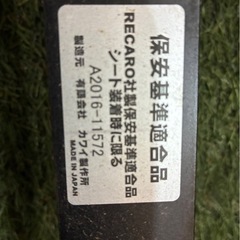 保安基準適合品
RECARO社製保安基準適合品
シート装着時に限る
A2016-11572
製造元 有限会社 カワイ製作所
MADE IN JAPAN